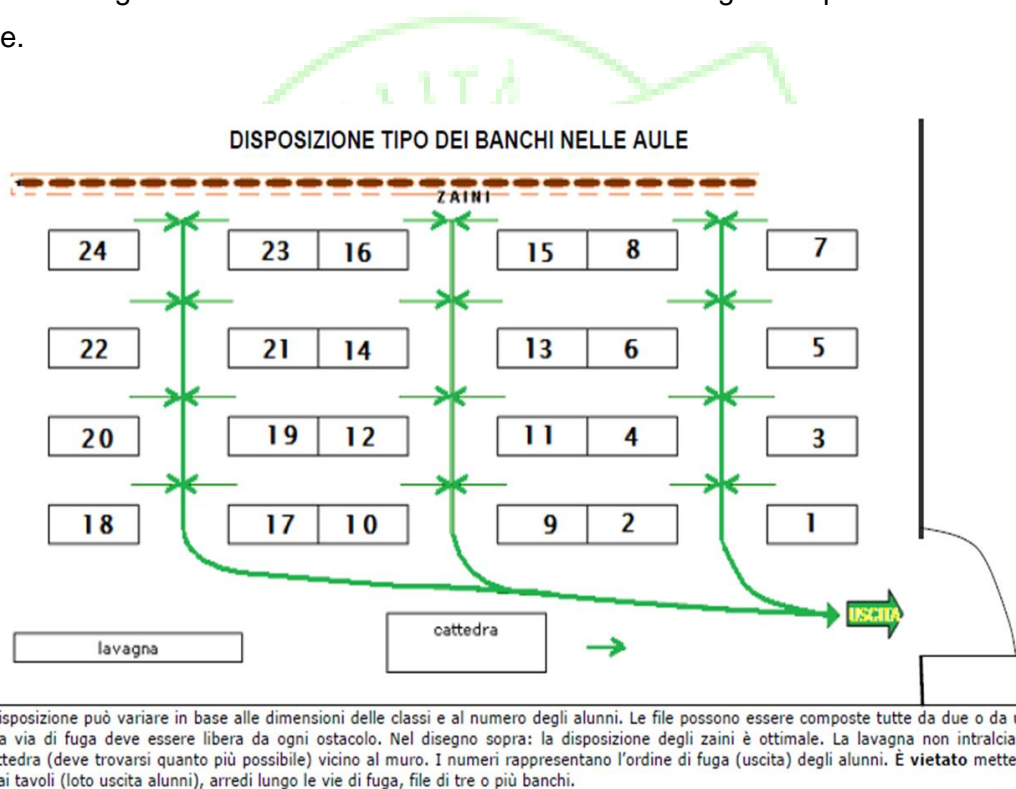 e.
DISPOSIZIONE TIPO DEI BANCHI NELLE AULE
ZAINI
24 23 16 15 8 7
22 21 14 13 6 5
20 19 12 11 4 3
18 17 10 9 2 1
USCITA
cattedra
lavagna
isposizione può variare in base alle dimensioni delle classi e al numero degli alunni. Le file possono essere composte tutte da due o da u
a via di fuga deve essere libera da ogni ostacolo. Nel disegno sopra: la disposizione degli zaini è ottimale. La lavagna non intralcia
ttedra (deve trovarsi quanto più possibile) vicino al muro. I numeri rappresentano l'ordine di fuga (uscita) degli alunni. È vietato mette
ai tavoli (loto uscita alunni), arredi lungo le vie di fuga, file di tre o più banchi.